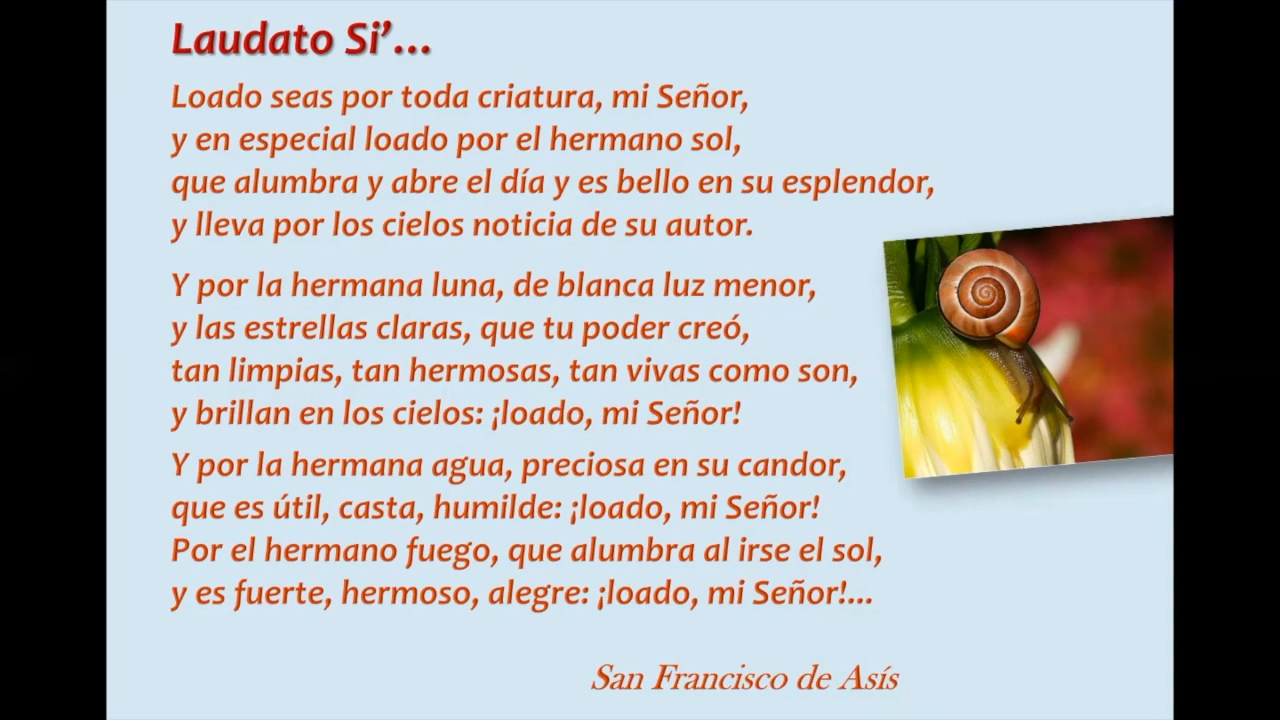 Laudato Si’...
Loado seas por toda criatura, mi Señor,
y en especial loado por el hermano sol,
que alumbra y abre el día y es bello en su esplendor,
y lleva por los cielos noticia de su autor.
Y por la hermana luna, de blanca luz menor,
y las estrellas claras, que tu poder creó,
tan limpias, tan hermosas, tan vivas como son,
y brillan en los cielos: ¡loado, mi Señor!
Y por la hermana agua, preciosa en su candor,
que es útil, casta, humilde: ¡loado, mi Señor!
Por el hermano fuego, que alumbra al irse el sol,
y es fuerte, hermoso, alegre: ¡loado, mi Señor!...
San Francisco de Asís